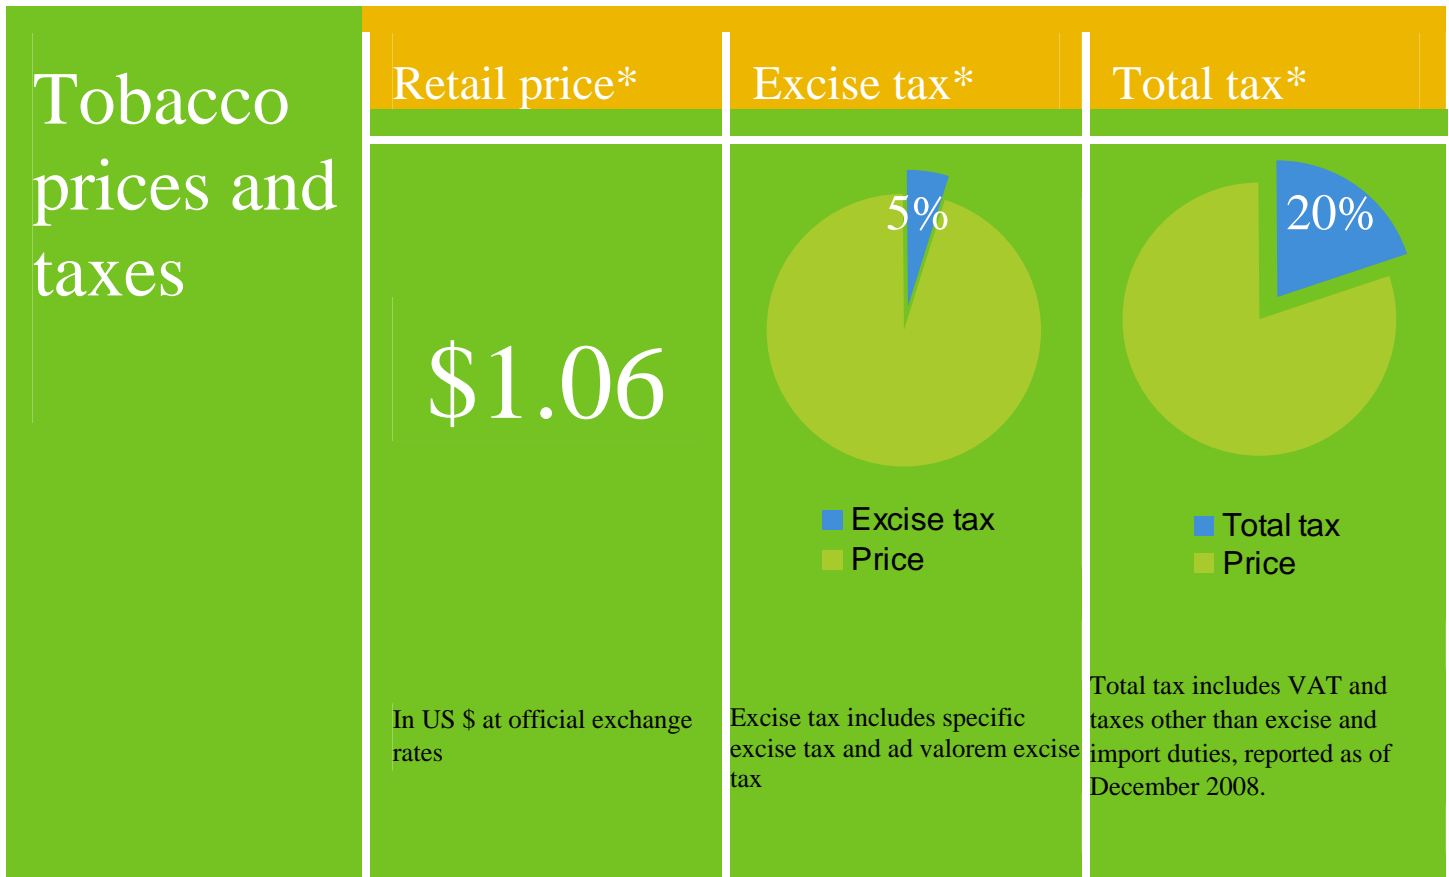 Tobacco
prices and
taxes
Retail price*
Excise tax*
Total tax*
$1.06
5%
20%
Excise tax
Price
Total tax
Price
In US $ at official exchange
rates
Excise tax includes specific
excise tax and ad valorem excise
tax
Total tax includes VAT and
taxes other than excise and
import duties, reported as of
December 2008.